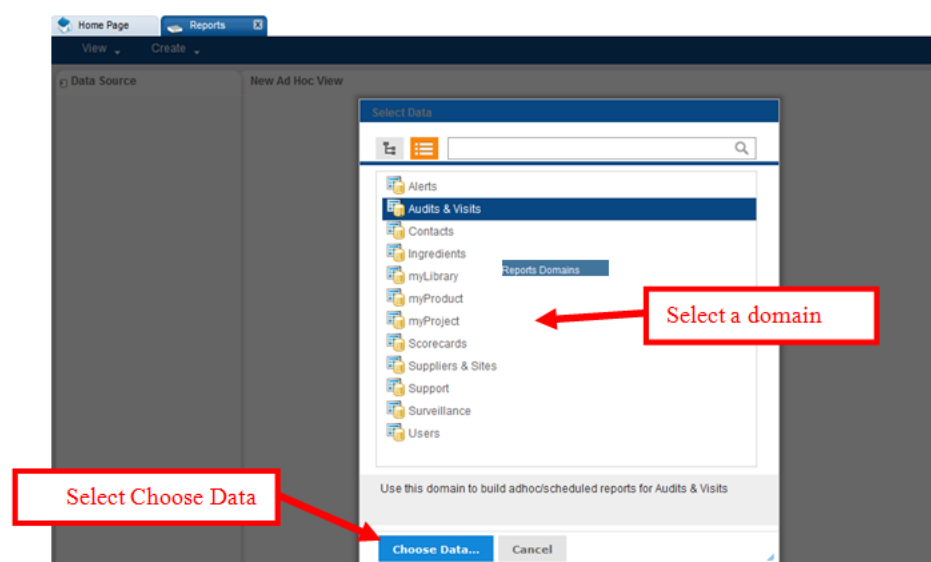 Home Page
Reports
View
Create
Data Source
New Ad Hoc View
Select Data
Alerts
Audits & Visits
Contacts
Ingredients
myLibrary
Reports Domains
myProduct
myProject
Select a domain
Scorecards
Suppliers & Sites
Support
Surveillance
Users
Use this domain to build adhoc/scheduled reports for Audits & Visits
Select Choose Data
Choose Data...
Cancel